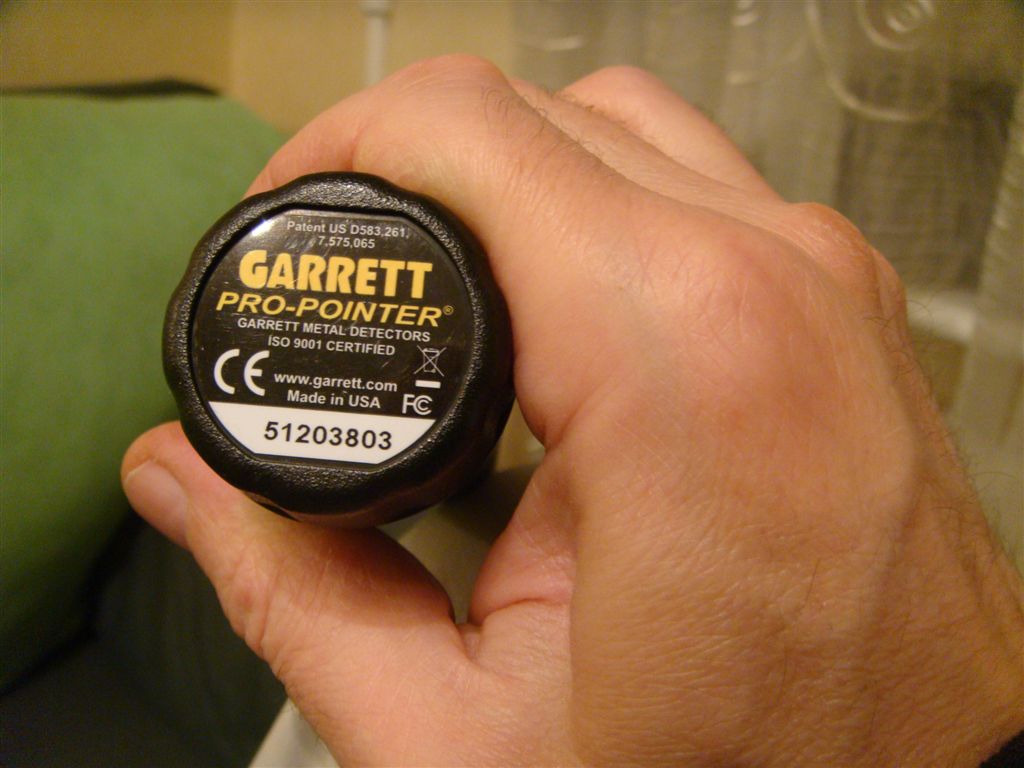 Patent US D583,261,
7,575,065
GARRETT
PRO-POINTER®
GARRETT METAL DETECTORS
ISO 9001 CERTIFIED
CE
www.garrett.com
Made in USA
FC
51203803